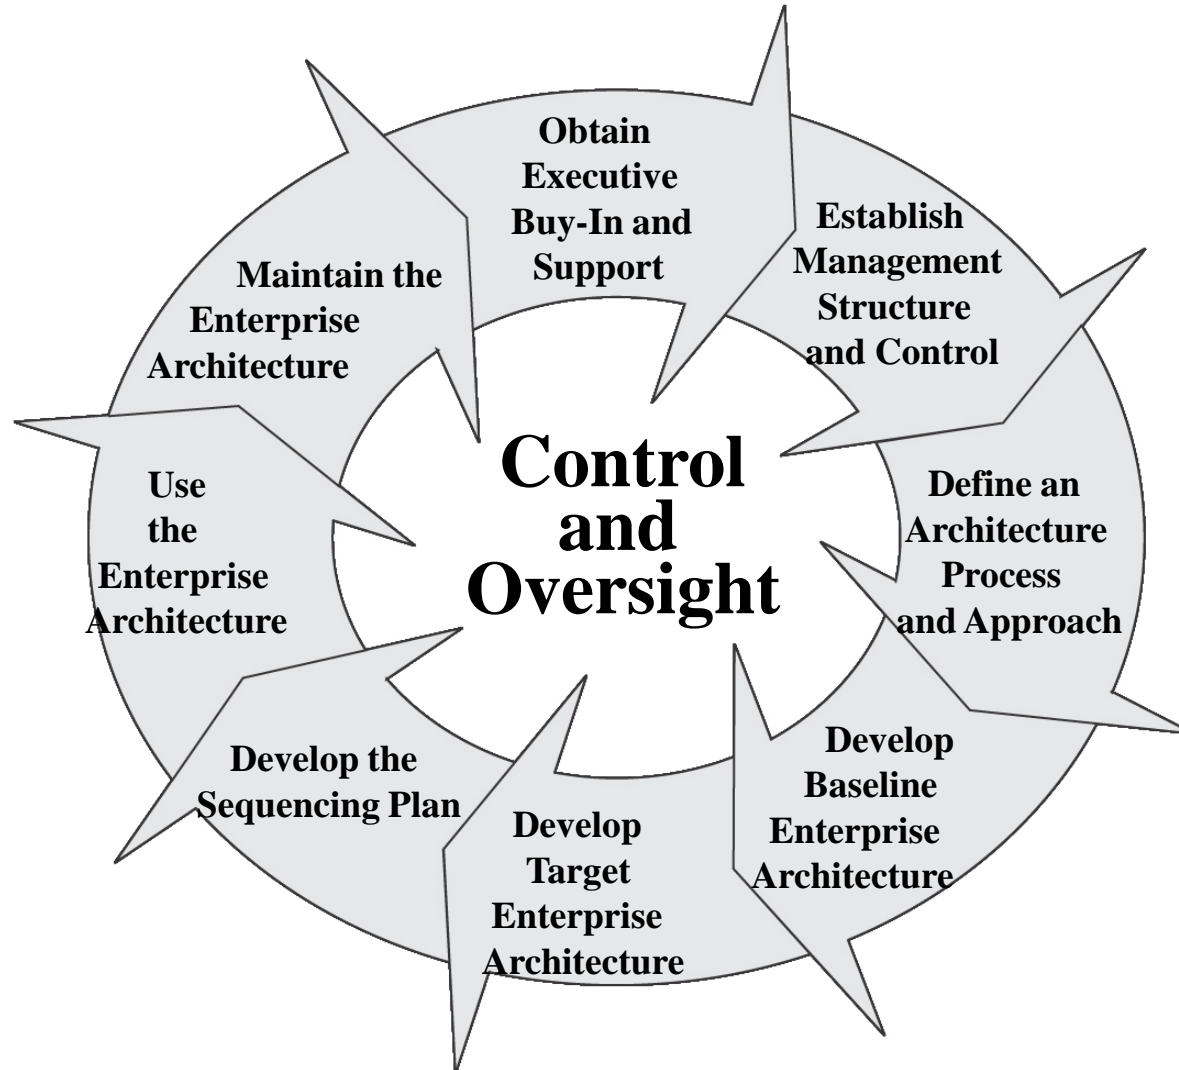 Obtain
Executive
Buy-In and
Support
Establish
Management
Structure
and Control
Define an
Architecture
Process
and Approach
Develop
Baseline
Enterprise
Architecture
Develop
Target
Enterprise
Architecture
Develop the
Sequencing Plan
Use
the
Enterprise
Architecture
Maintain the
Enterprise
Architecture
Control
and
Oversight